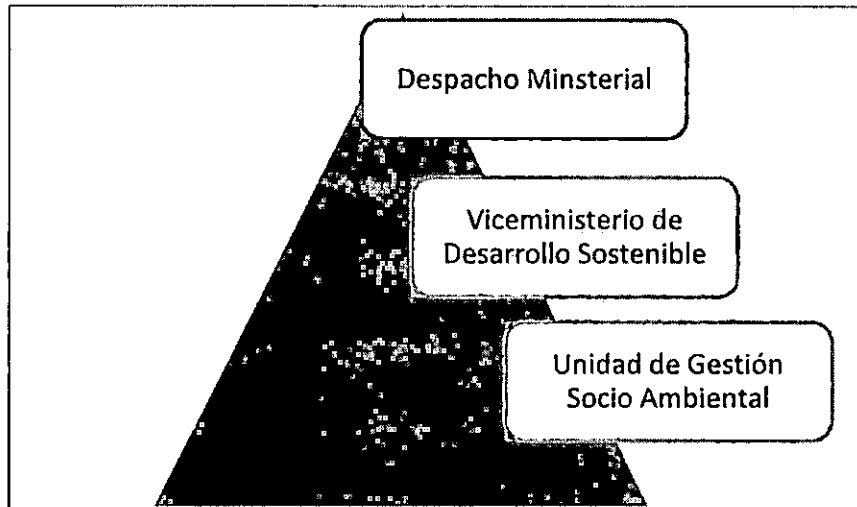 Despacho Minsterial
Viceministerio de
Desarrollo Sostenible
Unidad de Gestión
Socio Ambiental